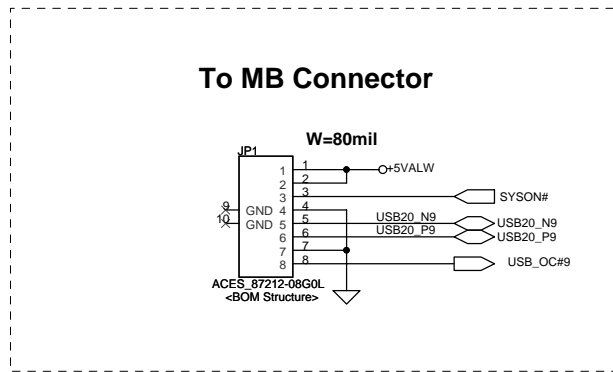 To MB Connector
W=80mil
JP1
1 1 +5VALW
2 2
3 3 SYSON#
9 GND 4 4
10 GND 5 5 USB20_N9 USB20_N9
6 6 USB20_P9 USB20_P9
7 7
8 8 USB_OC#9
ACES_87212-08G0L
<BOM Structure>